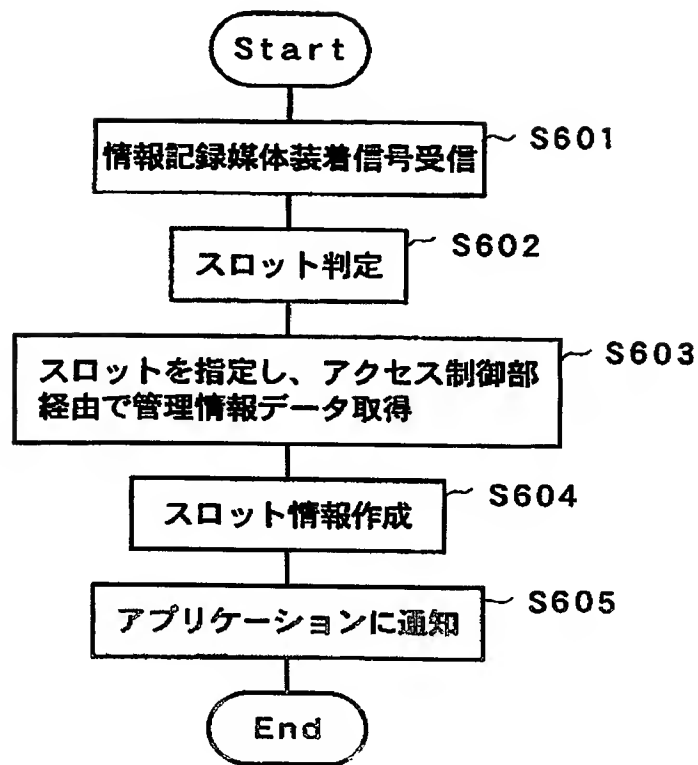 Start
情報記録媒体装着信号受信
S601
スロット判定
S602
スロットを指定し、アクセス制御部
経由で管理情報データ取得
S603
スロット情報作成
S604
アプリケーションに通知
S605
End